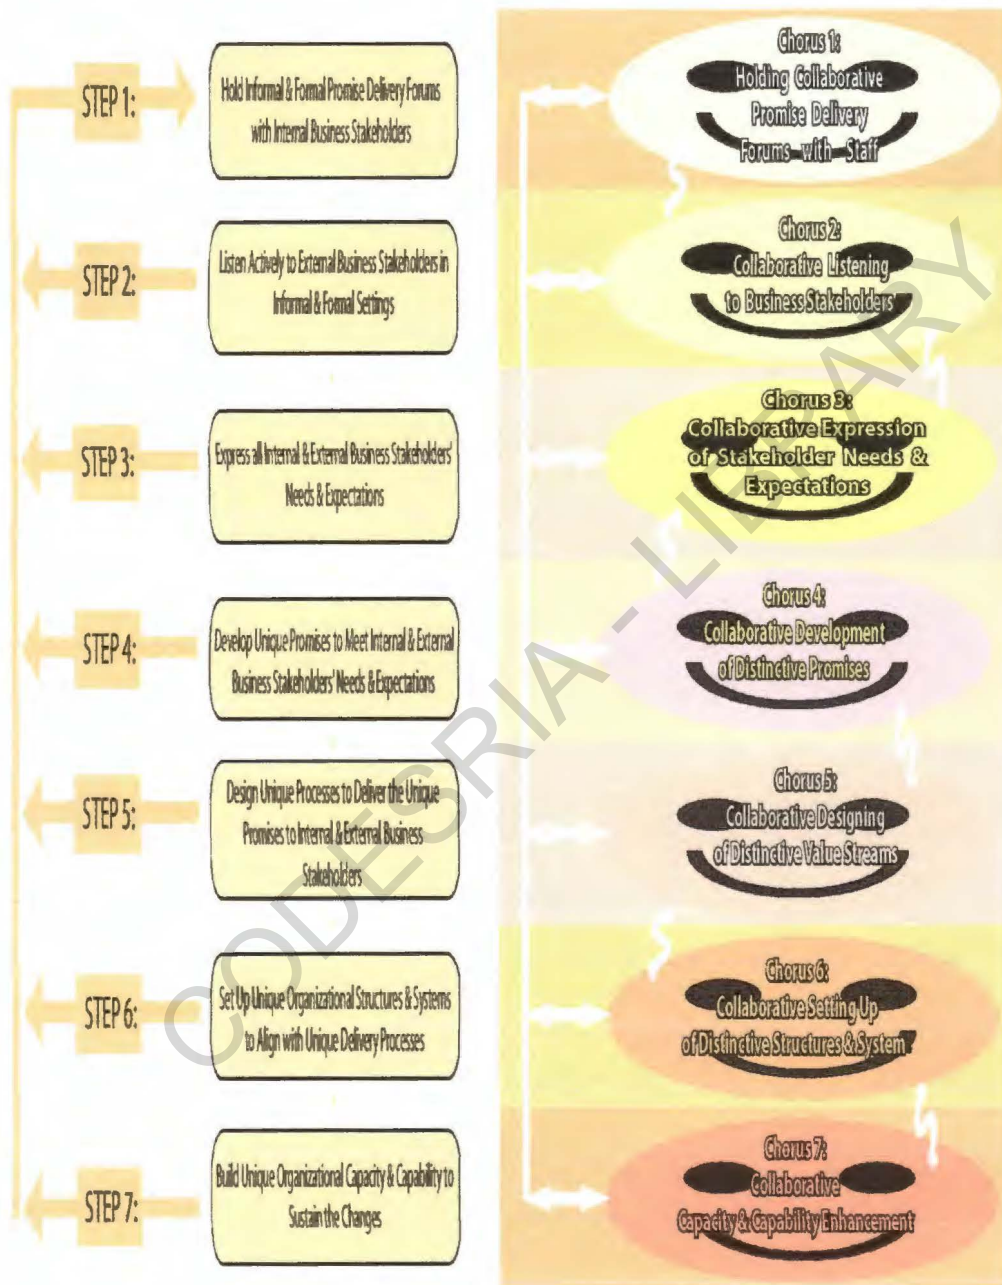 STEP 1:
Hold Informal & Formal Promise Delivery Forums
with Internal Business Stakeholders
Chorus 1:
Holding Collaborative
Promise Delivery
Forums with Staff
STEP 2:
Listen Actively to External Business Stakeholders in
Informal & Formal Settings
Chorus 2:
Collaborative Listening
to Business Stakeholders
STEP 3:
Express all Internal & External Business Stakeholders'
Needs & Expectations
Chorus 3:
Collaborative Expression
of Stakeholder Needs &
Expectations
STEP 4:
Develop Unique Promises to Meet Internal & External
Business Stakeholders' Needs & Expectations
Chorus 4:
Collaborative Development
of Distinctive Promises
STEP 5:
Design Unique Processes to Deliver the Unique
Promises to Internal & External Business
Stakeholders
Chorus 5:
Collaborative Designing
of Distinctive Value Streams
STEP 6:
Set Up Unique Organizational Structures & Systems
to Align with Unique Delivery Processes
Chorus 6:
Collaborative Setting Up
of Distinctive Structures & System
STEP 7:
Build Unique Organizational Capacity & Capability to
Sustain the Changes
Chorus 7:
Collaborative
Capacity & Capability Enhancement
CODESRIA - LIBRARY